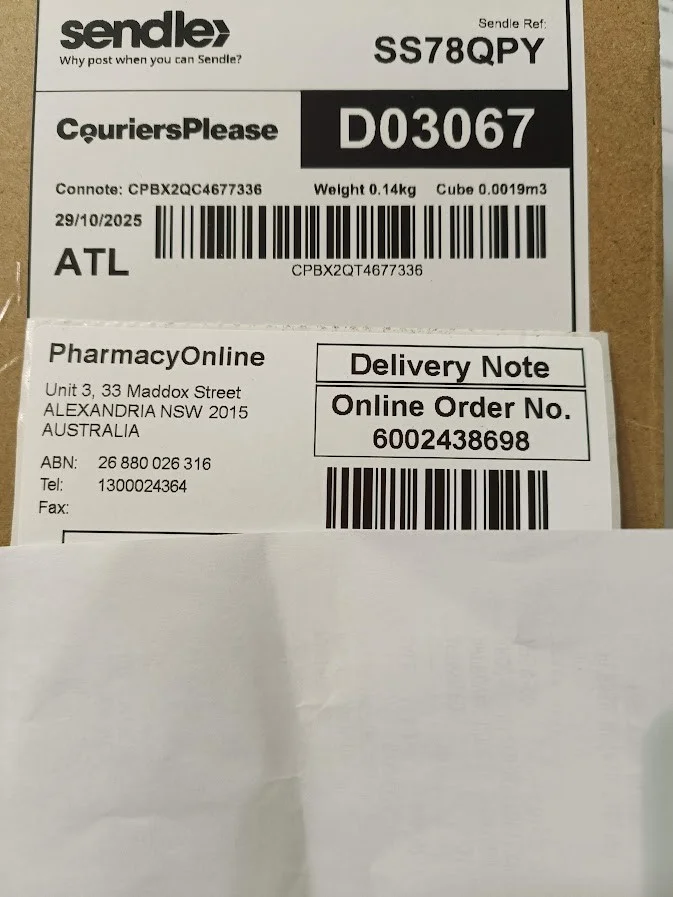 sendle
Why post when you can Sendle?
Sendle Ref:
SS78QPY
CouriersPlease
D03067
Connote: CPBX2QC4677336
Weight 0.14kg
Cube 0.0019m3
29/10/2025
ATL
CPBX2QT4677336
PharmacyOnline
Unit 3, 33 Maddox Street
ALEXANDRIA NSW 2015
AUSTRALIA
ABN: 26 880 026 316
Tel: 1300024364
Fax:
Delivery Note
Online Order No.
6002438698